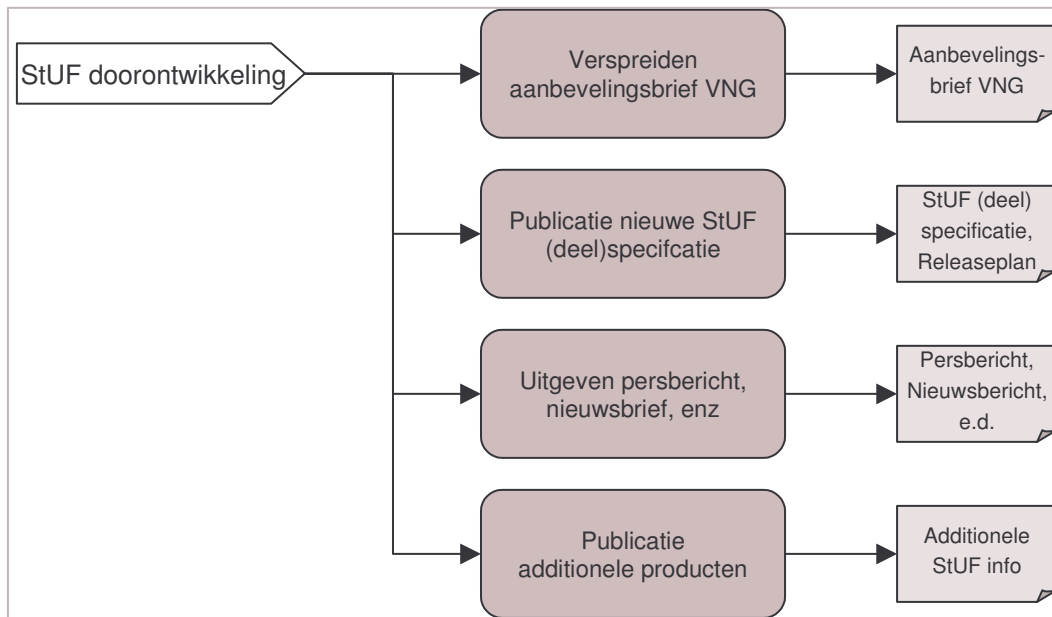 StUF doorontwikkeling
Verspreiden
aanbevelingsbrief VNG
Aanbevelings-
brief VNG
Publicatie nieuwe StUF
(deel)specifcatie
StUF (deel)
specificatie,
Releaseplan
Uitgeven persbericht,
nieuwsbrief, enz
Persbericht,
Nieuwsbericht,
e.d.
Publicatie
additionele producten
Additionele
StUF info